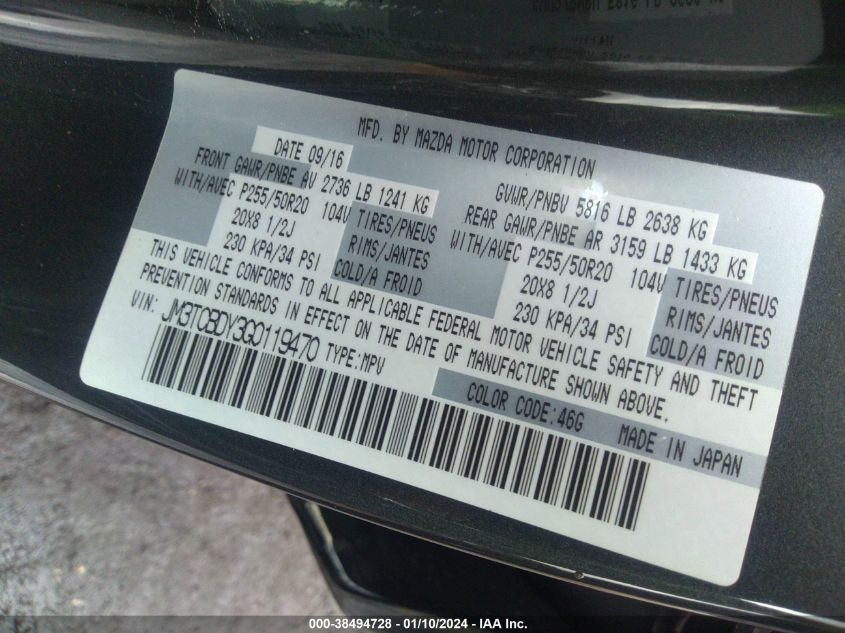 MFD. BY MAZDA MOTOR CORPORATION
DATE 09/16
GVWR/PNBV 5816 LB 2638 KG
FRONT GAWR/PNBE AV 2736 LB 1241 KG
REAR GAWR/PNBE AR 3159 LB 1433 KG
WITH/AVEC P255/50R20 104V TIRES/PNEUS
WITH/AVEC P255/50R20 104V TIRES/PNEUS
20X8 1/2J RIMS/JANTES
20X8 1/2J RIMS/JANTES
230 KPA/34 PSI COLD/A FROID
230 KPA/34 PSI COLD/A FROID
THIS VEHICLE CONFORMS TO ALL APPLICABLE FEDERAL MOTOR VEHICLE SAFETY AND THEFT
PREVENTION STANDARDS IN EFFECT ON THE DATE OF MANUFACTURE SHOWN ABOVE.
VIN: JM3TCBDY3G0119470 TYPE:MPV
COLOR CODE:46G
MADE IN JAPAN
000-38494728 - 01/10/2024 - IAA Inc.